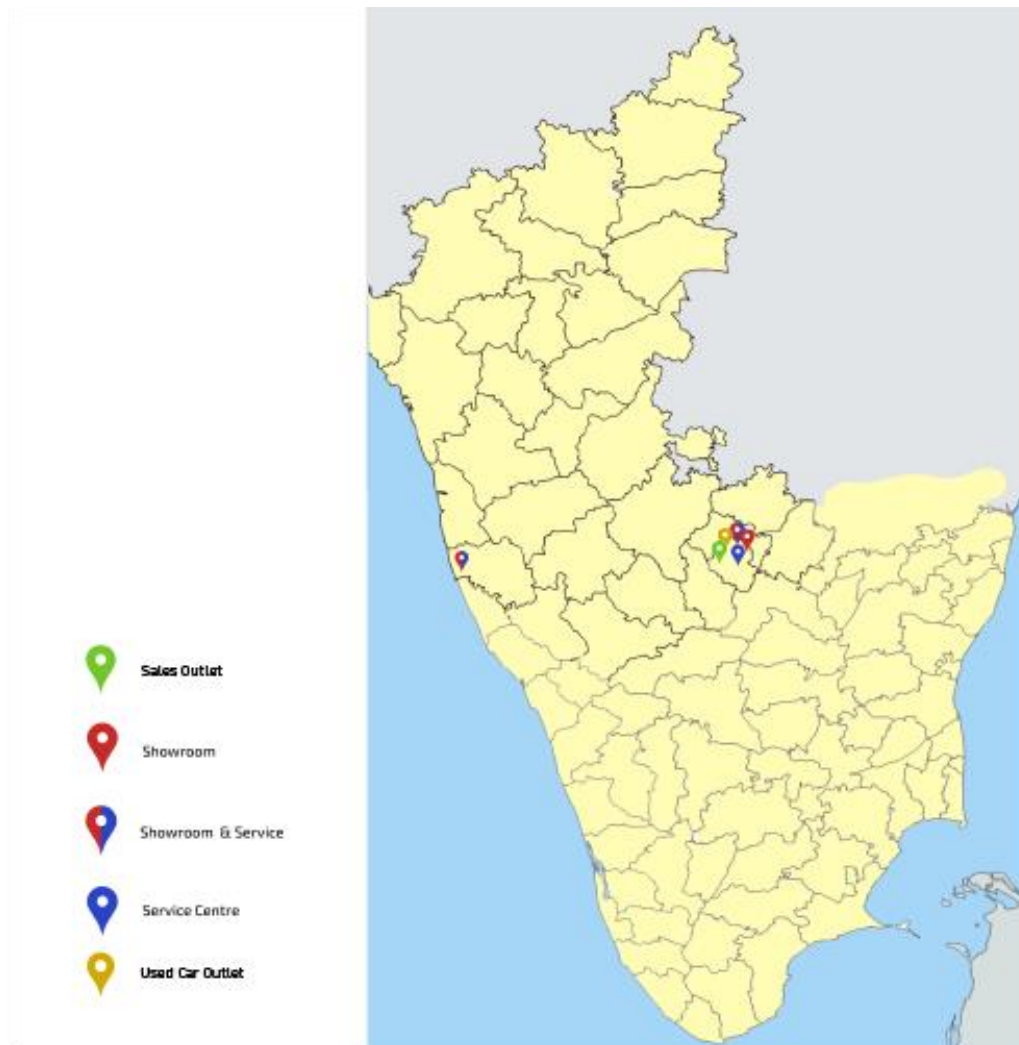 Sales Outlet
Showroom
Showroom & Service
Service Centre
Used Car Outlet